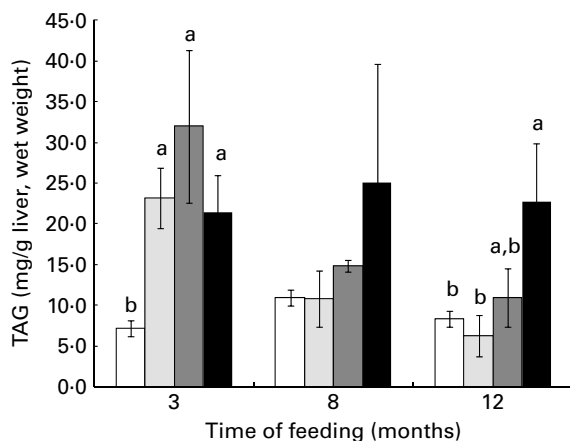 TAG (mg/g liver, wet weight)
45·0
40·0
35·0
30·0
25·0
20·0
15·0
10·0
5·0
0·0
b
a
a
a
b
b
a,b
a
3
8
12
Time of feeding (months)